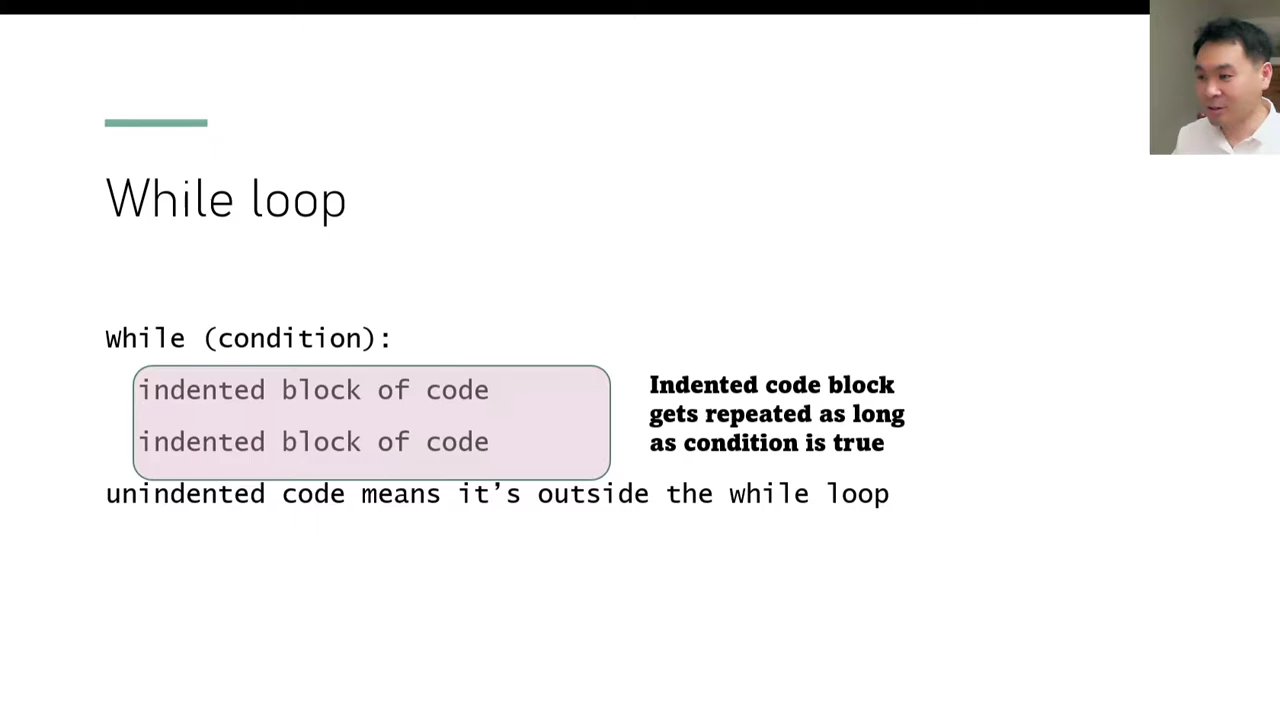 While loop
While (condition):
indented block of code
indented block of code
Indented code block
gets repeated as long
as condition is true
unindented code means it’s outside the while loop